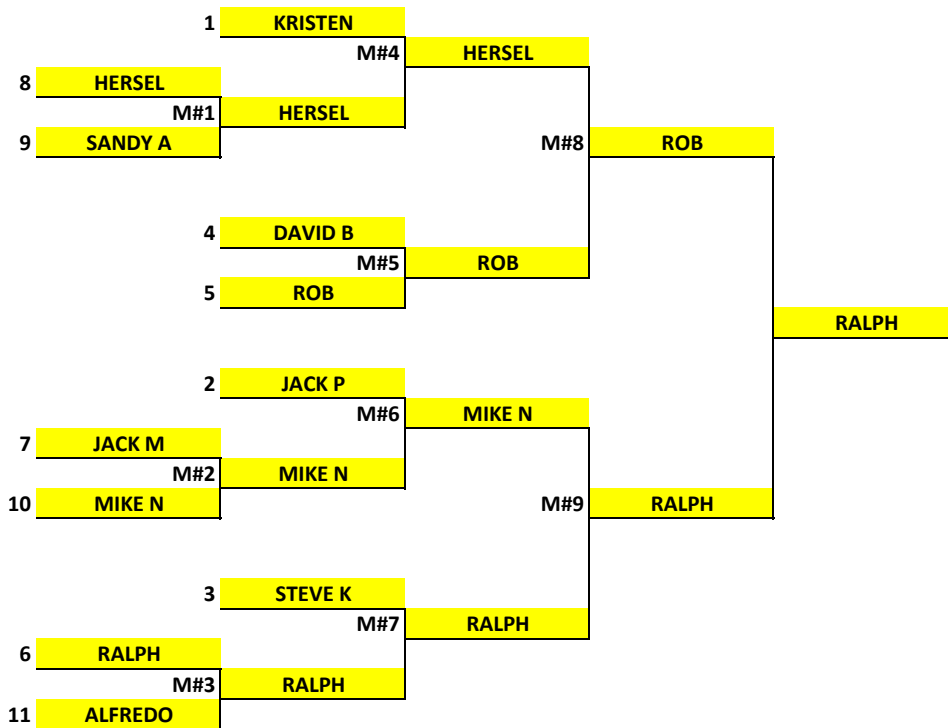 1 KRISTEN
M#4 HERSEL
8 HERSEL
M#1 HERSEL
9 SANDY A M#8 ROB
4 DAVID B
M#5 ROB
5 ROB
RALPH
2 JACK P
M#6 MIKE N
7 JACK M
M#2 MIKE N
10 MIKE N M#9 RALPH
3 STEVE K
M#7 RALPH
6 RALPH
M#3 RALPH
11 ALFREDO